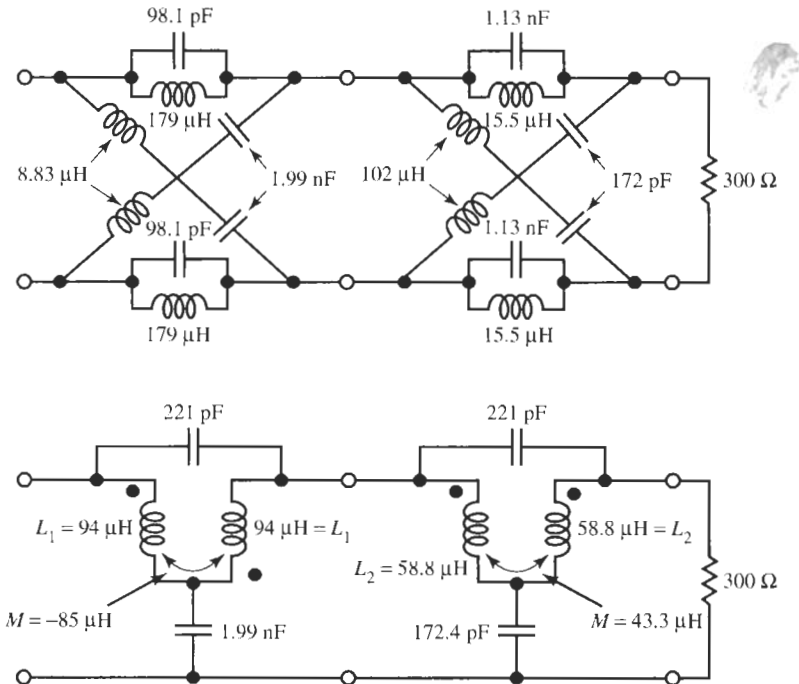 98.1 pF
1.13 nF
179 μH
15.5 μH
8.83 μH
1.99 nF
102 μH
172 pF
300 Ω
98.1 pF
1.13 nF
179 μH
15.5 μH
221 pF
221 pF
L₁ = 94 μH
94 μH = L₁
58.8 μH = L₂
L₂ = 58.8 μH
300 Ω
M = −85 μH
1.99 nF
172.4 pF
M = 43.3 μH